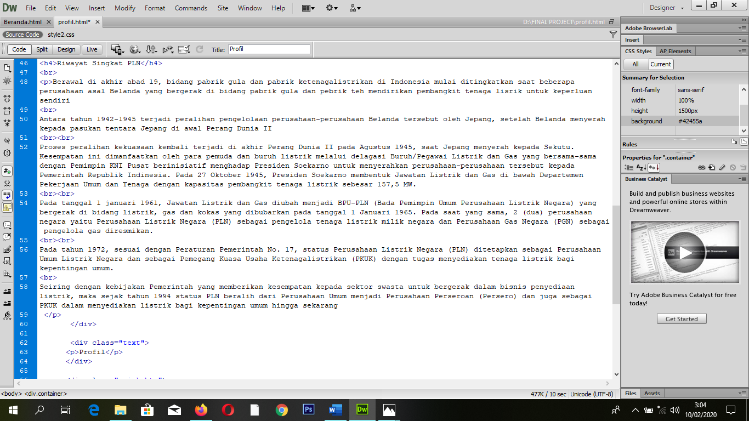 Dw File Edit View Insert Modify Format Commands Site Window Help Designer
Beranda.html × profil.html* × D:\FINAL PROJECT\profil.html
Source Code style2.css
Code Split Design Live Title: Profil
46 <h4>Riwayat Singkat PLN</h4>
47 <br>
48 <p>Berawal di akhir abad 19, bidang pabrik gula dan pabrik ketenagalistrikan di Indonesia mulai ditingkatkan saat beberapa
perusahaan asal Belanda yang bergerak di bidang pabrik gula dan pebrik teh mendirikan pembangkit tenaga lisrik untuk keperluan
sendiri
49 <br>
50 Antara tahun 1942-1945 terjadi peralihan pengelolaan perusahaan-perusahaan Belanda tersebut oleh Jepang, setelah Belanda menyerah
kepada pasukan tentara Jepang di awal Perang Dunia II
51 <br><br>
52 Proses peralihan kekuasaan kembali terjadi di akhir Perang Dunia II pada Agustus 1945, saat Jepang menyerah kepada Sekutu.
Kesempatan ini dimanfaatkan oleh para pemuda dan buruh listrik melalui delagasi Buruh/Pegawai Listrik dan Gas yang bersama-sama
dengan Pemimpin KNI Pusat berinisiatif menghadap Presiden Soekarno untuk menyerahkan perusahaan-perusahaan tersebut kepada
Pemerintah Republik Indonesia. Pada 27 Oktober 1945, Presiden Soekarno membentuk Jawatan Listrik dan Gas di bawah Departemen
Pekerjaan Umum dan Tenaga dengan kapasitas pembangkit tenaga listrik sebesar 157,5 MW.
53 <br><br>
54 Pada tanggal 1 januari 1961, Jawatan Listrik dan Gas diubah menjadi BPU-PLN (Bada Pemimpin Umum Perusahaan Listrik Negara) yang
bergerak di bidang listrik, gas dan kokas yang dibubarkan pada tanggal 1 Januari 1965. Pada saat yang sama, 2 (dua) perusahaan
negara yaitu Perusahaan Listrik Negara (PLN) sebagai pengelola tenaga listrik milik negara dan Perusahaan Gas Negara (PGN) sebagai
pengelola gas diresmikan.
55 <br><br>
56 Pada tahun 1972, sesuai dengan Peraturan Pemerintah No. 17, status Perusahaan Listrik Negara (PLN) ditetapkan sebagai Perusahaan
Umum Listrik Negara dan sebagai Pemegang Kuasa Usaha Ketenagalistrikan (PKUK) dengan tugas menyediakan tenaga listrik bagi
kepentingan umum.
57 <br>
58 Seiring dengan kebijakan Pemerintah yang memberikan kesempatan kepada sektor swasta untuk bergerak dalam bisnis penyediaan
listrik, maka sejak tahun 1994 status PLN beralih dari Perusahaan Umum menjadi Perusahaan Perseroan (Persero) dan juga sebagai
PKUK dalam menyediakan listrik bagi kepentingan umum hingga sekarang
59 </p>
60 </div>
61
62 <div class="text">
63 <p>Profil</p>
64 </div>
65
<body> <div.container> 477K / 10 sec Unicode (UTF-8)
Adobe BrowserLab
Insert
CSS Styles AP Elements
All Current
Summary for Selection
font-family sans-serif
width 100%
height 1500px
background #42455a
Rules
Properties for ".container"
Business Catalyst
Build and publish business websites
and powerful online stores within
Dreamweaver.
Try Adobe Business Catalyst for free
today!
Get Started
Files Assets
3:04
10/02/2020